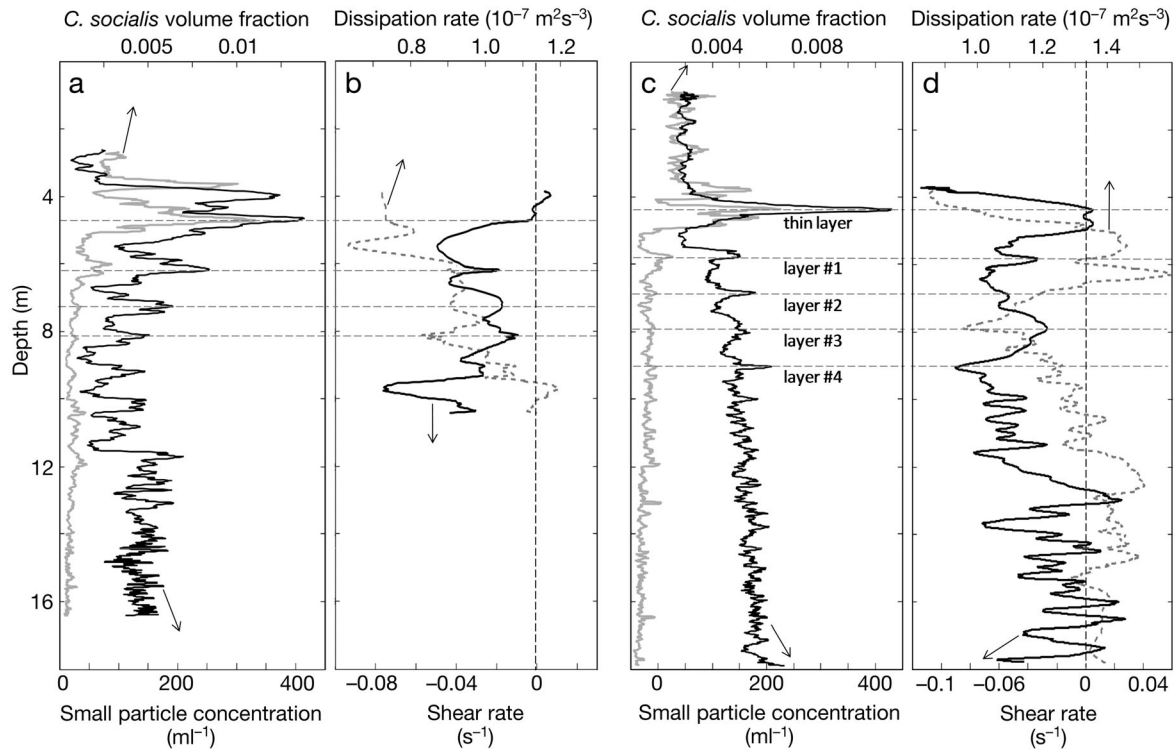 C. socialis volume fraction
Dissipation rate (10⁻⁷ m²s⁻³)
C. socialis volume fraction
Dissipation rate (10⁻⁷ m²s⁻³)
0.005 0.01
0.8 1.0 1.2
0.004 0.008
1.0 1.2 1.4
a
b
c
d
Depth (m)
4
8
12
16
thin layer
layer #1
layer #2
layer #3
layer #4
0 200 400
−0.08 −0.04 0
0 200 400
−0.1 −0.06 0 0.04
Small particle concentration
(ml⁻¹)
Shear rate
(s⁻¹)
Small particle concentration
(ml⁻¹)
Shear rate
(s⁻¹)